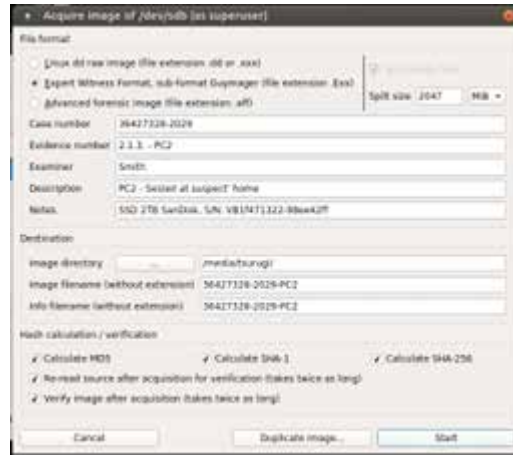 Acquire image of /dev/sdb (as superuser)
File format
Linux dd raw image (file extension .dd or .xxx)
Expert Witness Format, sub-format Guymager (file extension .Exx)
Advanced forensic image (file extension .aff)
Split size 2047 MiB
Case number 36427328-2029
Evidence number 2.1.3. - PC2
Examiner Smith
Description PC2 - Seized at suspect' home
Notes SSD 2TB SanDisk, S/N:
Destination
Image directory ... /media/tsurugi/
Image filename (without extension) 36427328-2029-PC2
Info filename (without extension) 36427328-2029-PC2
Hash calculation / verification
Calculate MD5 Calculate SHA-1 Calculate SHA-256
Re-read source after acquisition for verification (takes twice as long)
Verify image after acquisition (takes twice as long)
Cancel Duplicate image... Start